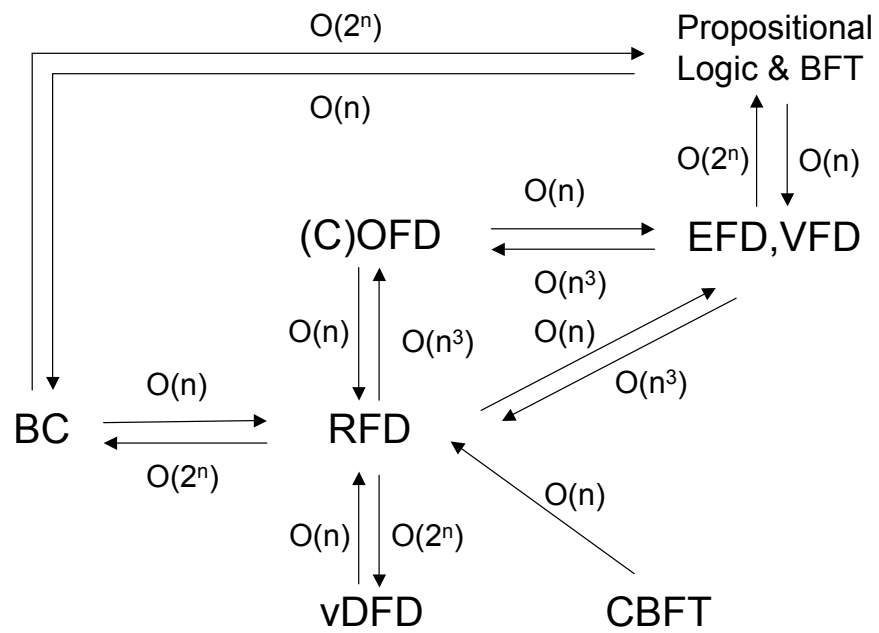 O(2ⁿ)
Propositional
Logic & BFT
O(n)
O(2ⁿ)
O(n)
O(n)
(C)OFD
EFD,VFD
O(n³)
O(n)
O(n)
O(n³)
O(n³)
O(n)
BC
RFD
O(2ⁿ)
O(n)
O(n)
O(2ⁿ)
vDFD
CBFT